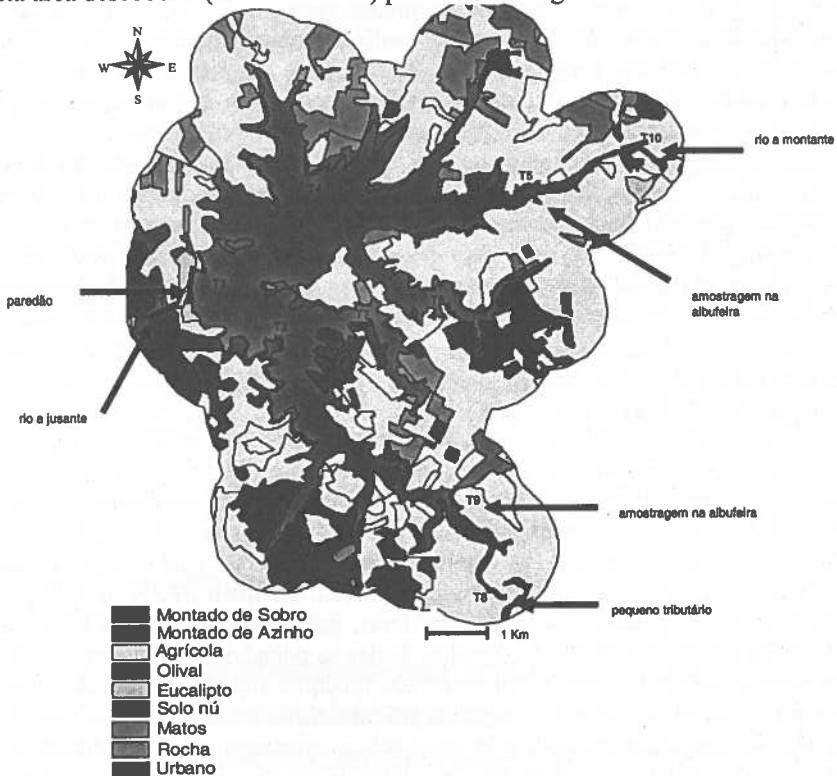 N
W E
S
T10
rio a montante
T5
amostragem na
albufeira
paredão
rio a jusante
T9
amostragem na albufeira
T8
pequeno tributário
1 Km
Montado de Sobro
Montado de Azinho
Agrícola
Olival
Eucalipto
Solo nú
Matos
Rocha
Urbano